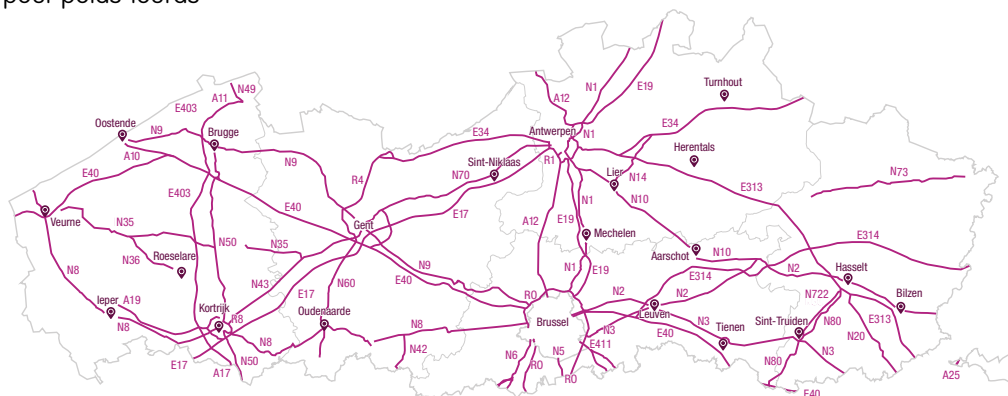 N49
A11
E403
Oostende
N9
Brugge
A10
E40
N9
E403
Veurne
N35
N36
Roeselare
N50
N35
N8
Ieper
A19
N8
Kortrijk
R8
N43
E17
N8
E17
N50
A17
Oudenaarde
N60
Gent
R4
E40
E34
Sint-Niklaas
N70
E17
N9
E40
N8
N42
A12
N1
E19
Antwerpen
N1
R1
Turnhout
E34
Herentals
Lier
N14
N10
E313
N73
A12
E19
N1
Mechelen
N1
E19
R0
Brussel
N6
R0
N5
R0
E411
N3
N2
Leuven
N2
E314
Aarschot
N10
E314
N2
Hasselt
N722
N80
N20
E313
Bilzen
E40
N3
Tienen
Sint-Truiden
N80
N3
E40
A25